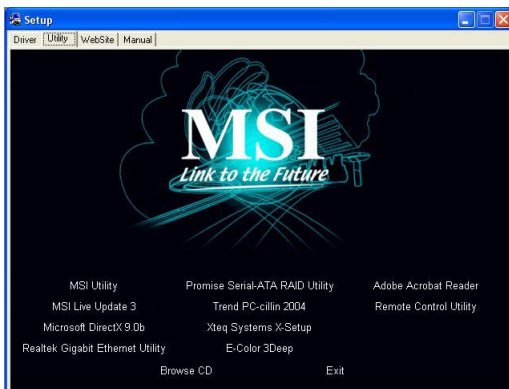 Setup
Driver Utility WebSite Manual
MSI
Link to the Future
MSI Utility Promise Serial-ATA RAID Utility Adobe Acrobat Reader
MSI Live Update 3 Trend PC-cillin 2004 Remote Control Utility
Microsoft DirectX 9.0b Xteq Systems X-Setup
Realtek Gigabit Ethernet Utility E-Color 3Deep
Browse CD Exit